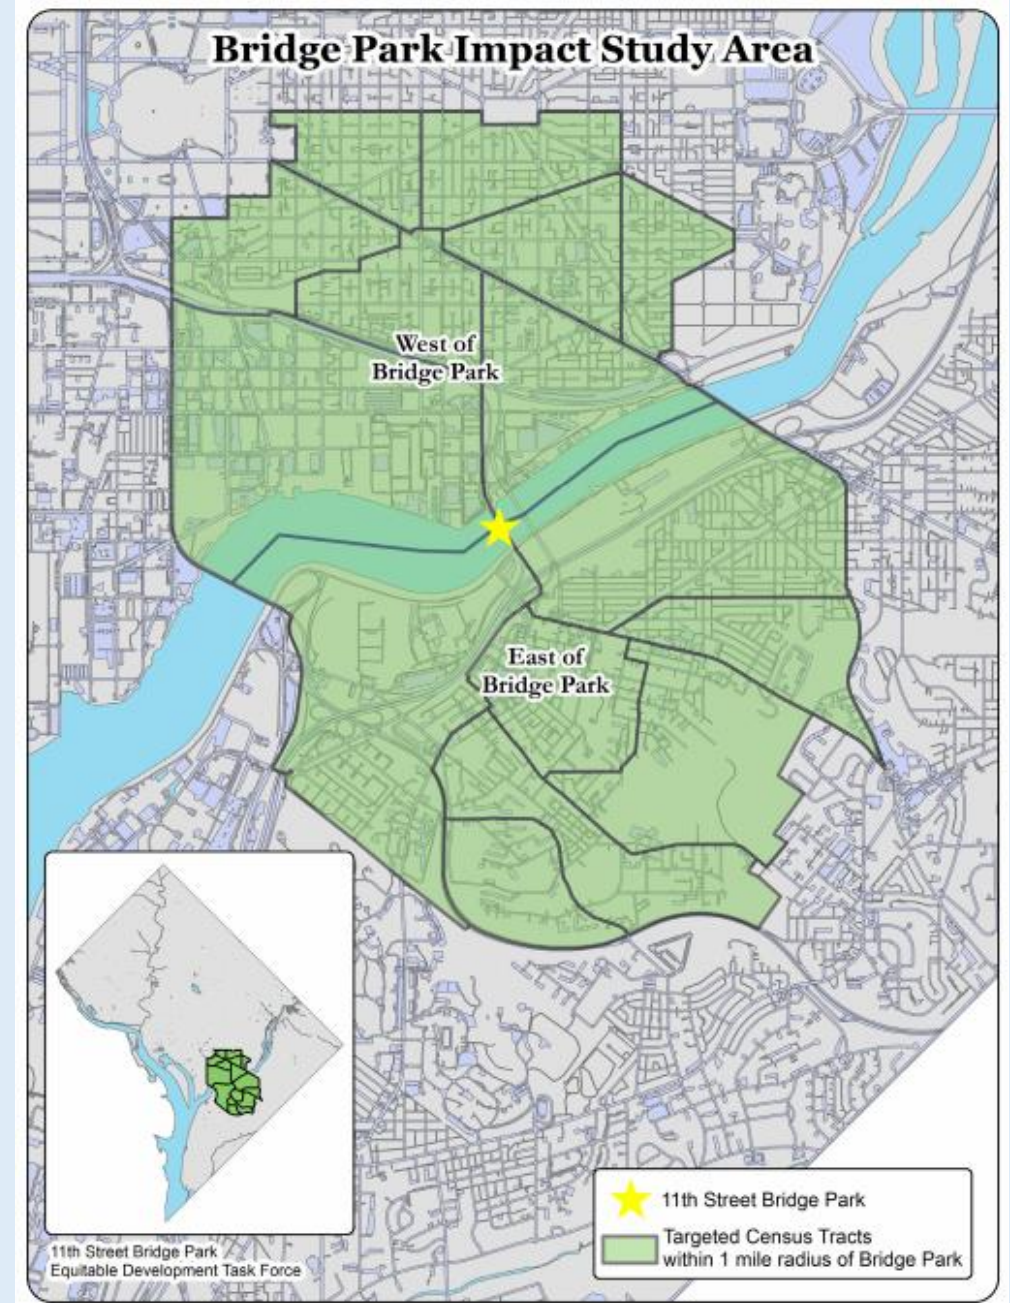 Bridge Park Impact Study Area
West of
Bridge Park
East of
Bridge Park
11th Street Bridge Park
Targeted Census Tracts
within 1 mile radius of Bridge Park
11th Street Bridge Park
Equitable Development Task Force